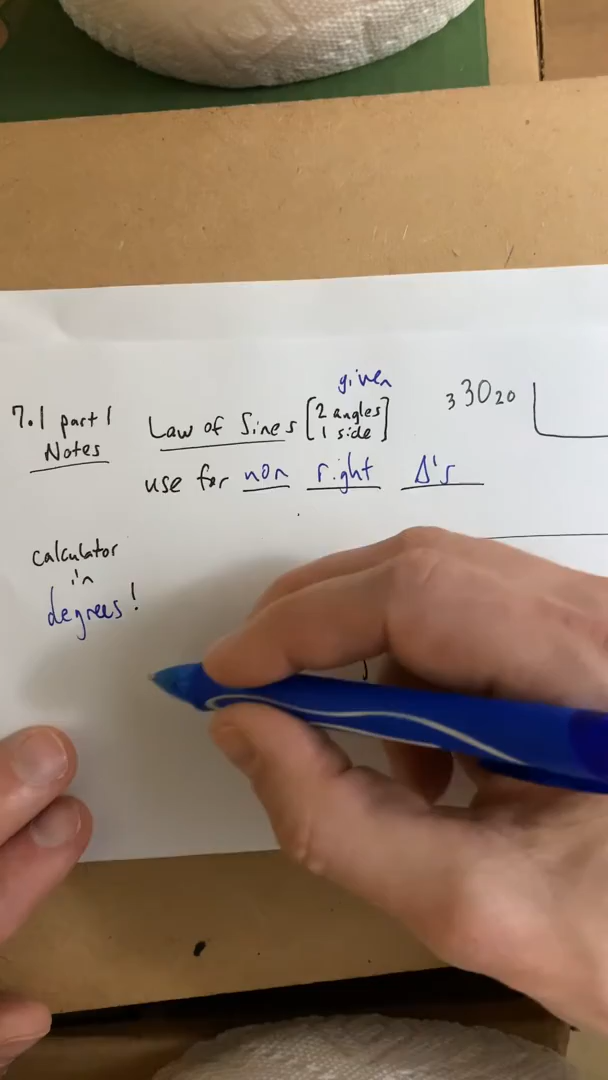 given
7.1 part 1
Notes
Law of Sines [2 angles
1 side]
33020
use for non right Δ's
calculator
in
degrees!